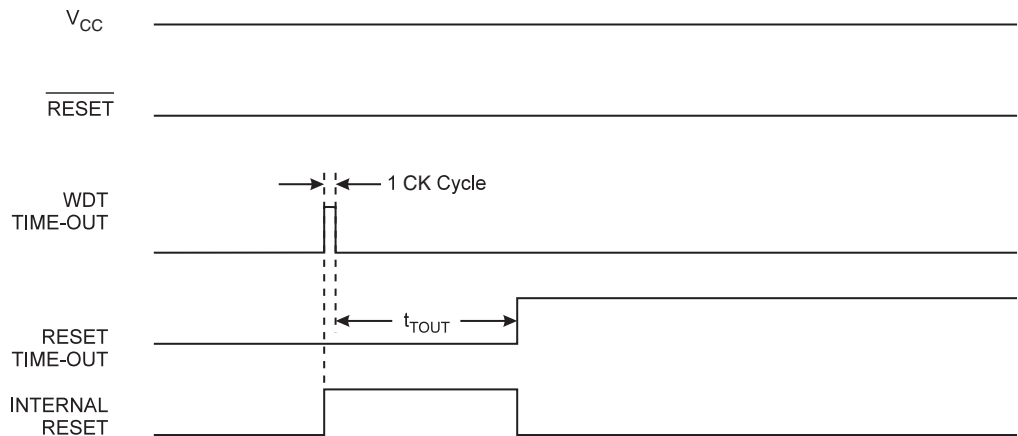 VCC
RESET
1 CK Cycle
WDT
TIME-OUT
tTOUT
RESET
TIME-OUT
INTERNAL
RESET